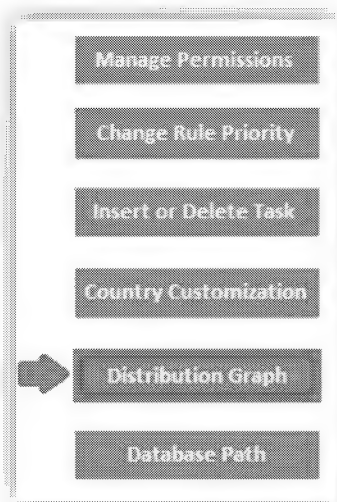 Manage Permissions
Change Rule Priority
Insert or Delete Task
Country Customization
Distribution Graph
Database Path